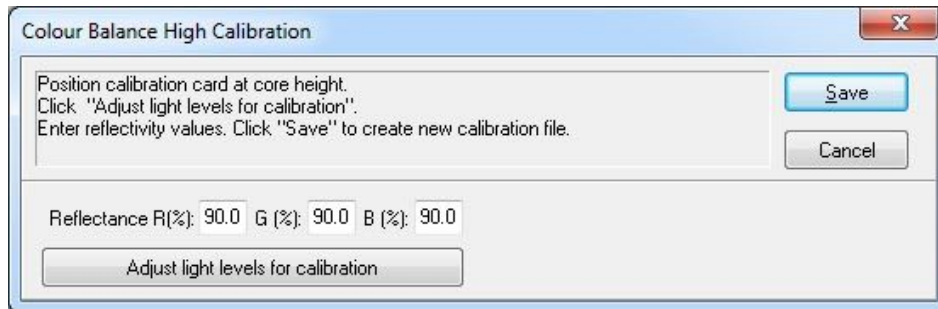 Colour Balance High Calibration
Position calibration card at core height.
Click "Adjust light levels for calibration".
Enter reflectivity values. Click "Save" to create new calibration file.
Save
Cancel
Reflectance R(%): 90.0 G (%): 90.0 B (%): 90.0
Adjust light levels for calibration